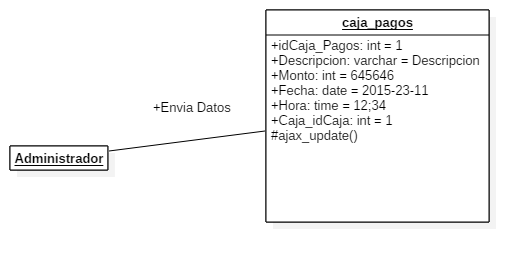 caja_pagos
+idCaja_Pagos: int = 1
+Descripcion: varchar = Descripcion
+Monto: int = 645646
+Fecha: date = 2015-23-11
+Hora: time = 12;34
+Caja_idCaja: int = 1
#ajax_update()
+Envia Datos
Administrador